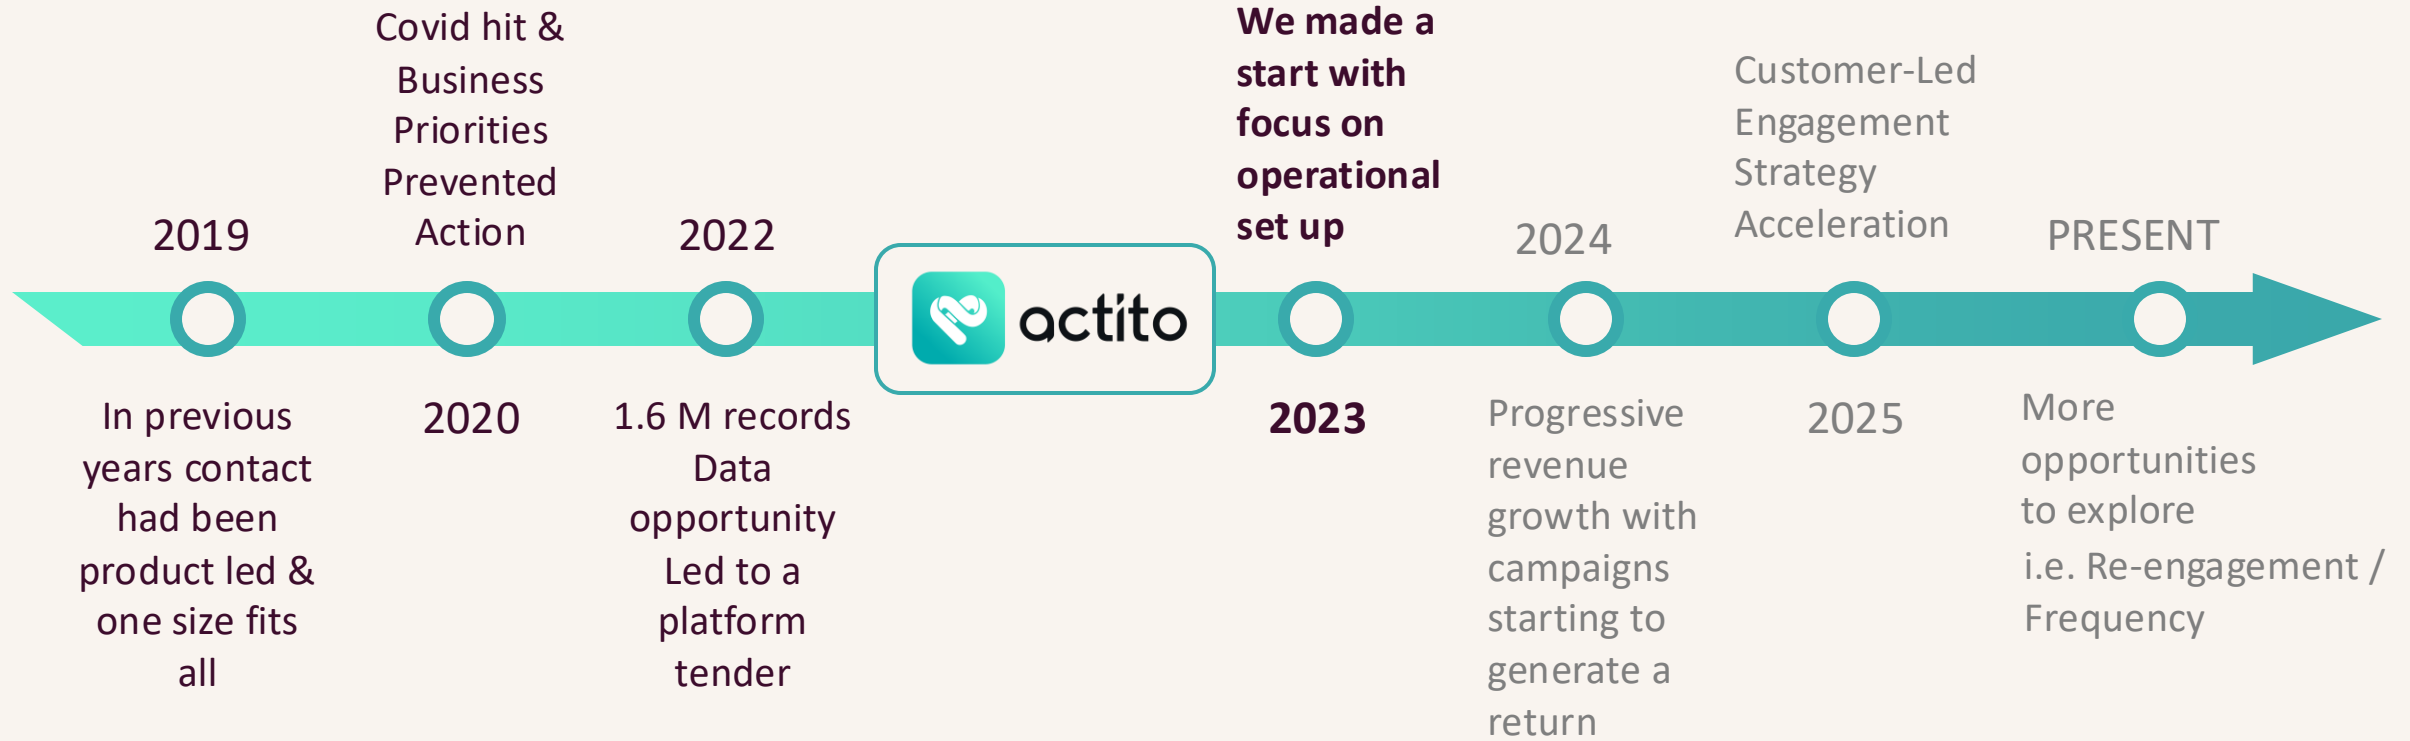 2019
In previous
years contact
had been
product led &
one size fits
all
Covid hit &
Business
Priorities
Prevented
Action
2020
2022
1.6 M records
Data
opportunity
Led to a
platform
tender
actito
We made a
start with
focus on
operational
set up
2023
2024
Progressive
revenue
growth with
campaigns
starting to
generate a
return
Customer-Led
Engagement
Strategy
Acceleration
2025
PRESENT
More
opportunities
to explore
i.e. Re-engagement /
Frequency